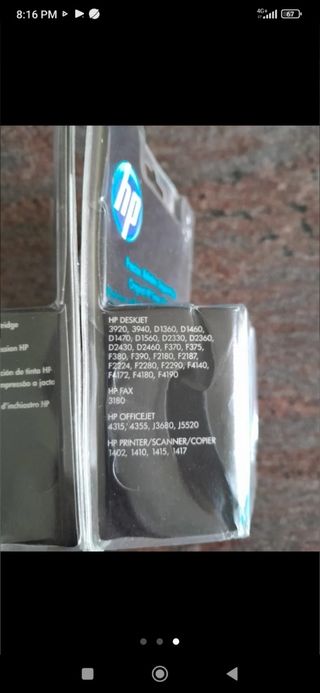 8:16 PM
4G+
67
hp
HP DESKJET
3920, 3940, D1360, D1460,
D1470, D1560, D2330, D2360,
D2430, D2460, F370, F375,
F380, F390, F2180, F2187,
F2224, F2280, F2290, F4140,
F4172, F4180, F4190
HP FAX
3180
HP OFFICEJET
4315, 4355, J3680, J5520
HP PRINTER/SCANNER/COPIER
1402, 1410, 1415, 1417
HP
ción de tinta HP
mpressão a jacto
d'inchiostro HP